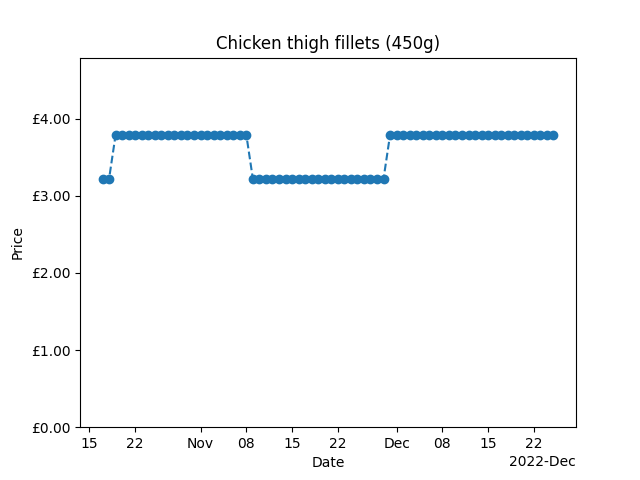 Chicken thigh fillets (450g)
£4.00
£3.00
£2.00
£1.00
£0.00
Price
15 22 Nov 08 15 22 Dec 08 15 22
Date
2022-Dec